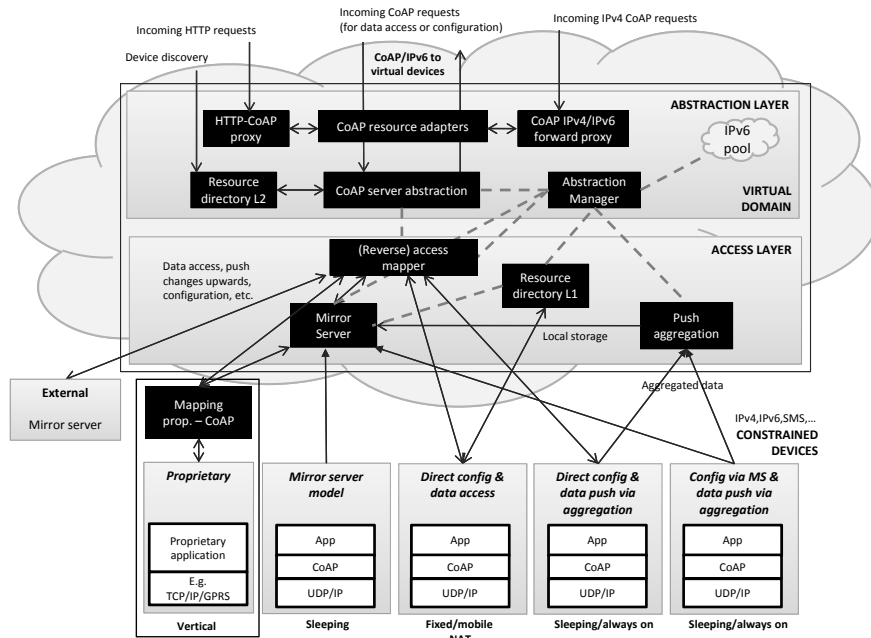 Incoming HTTP requests
Incoming CoAP requests
(for data access or configuration)
Incoming IPv4 CoAP requests
Device discovery
CoAP/IPv6 to
virtual devices
ABSTRACTION LAYER
HTTP-CoAP
proxy
CoAP resource adapters
CoAP IPv4/IPv6
forward proxy
IPv6
pool
Resource
directory L2
CoAP server abstraction
Abstraction
Manager
VIRTUAL
DOMAIN
ACCESS LAYER
(Reverse) access
mapper
Data access, push
changes upwards,
configuration, etc.
Resource
directory L1
Mirror
Server
Push
aggregation
Local storage
External
Mirror server
Mapping
prop. – CoAP
Aggregated data
IPv4,IPv6,SMS,...
CONSTRAINED
DEVICES
Proprietary
Proprietary
application
E.g.
TCP/IP/GPRS
Vertical
Mirror server
model
App
CoAP
UDP/IP
Sleeping
Direct config &
data access
App
CoAP
UDP/IP
Fixed/mobile
NAT
Direct config &
data push via
aggregation
App
CoAP
UDP/IP
Sleeping/always on
Config via MS &
data push via
aggregation
App
CoAP
UDP/IP
Sleeping/always on